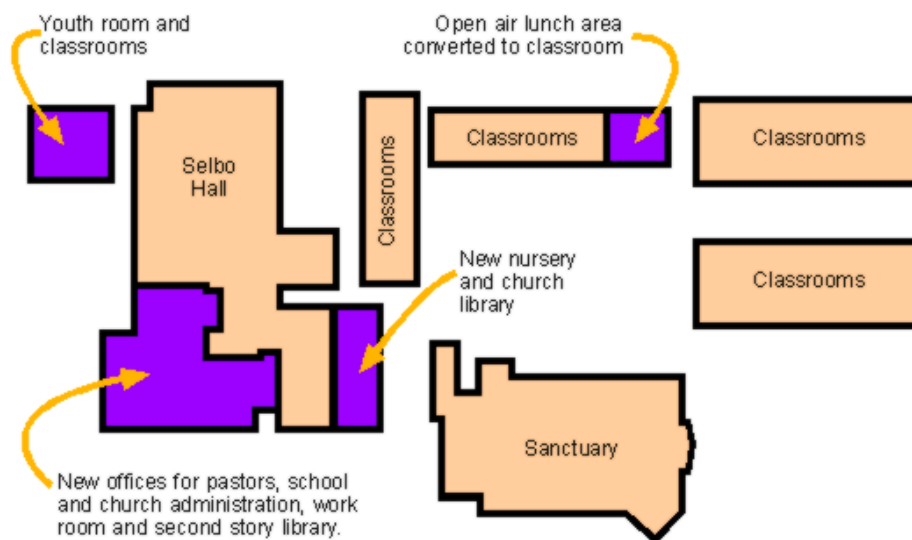 Youth room and
classrooms
Open air lunch area
converted to classroom
Selbo
Hall
Classrooms
Classrooms
Classrooms
Classrooms
New nursery
and church
library
Sanctuary
New offices for pastors, school
and church administration, work
room and second story library.